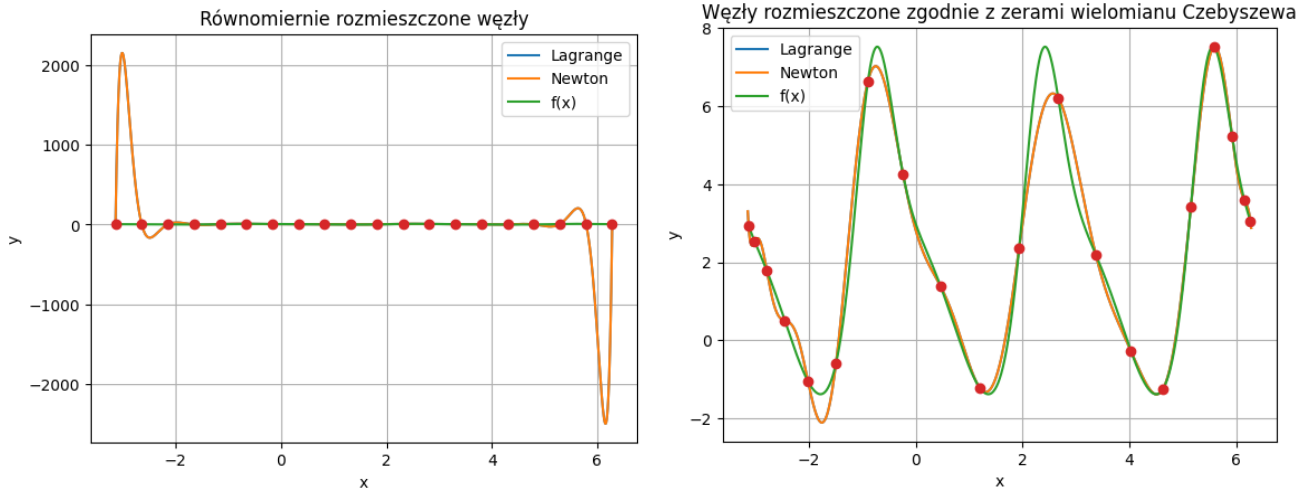 Równomiernie rozmieszczone węzły
Lagrange
Newton
f(x)
2000
1000
0
−1000
−2000
y
−2
0
2
4
6
x
Węzły rozmieszczone zgodnie z zerami wielomianu Czebyszewa
Lagrange
Newton
f(x)
8
6
4
2
0
−2
y
−2
0
2
4
6
x